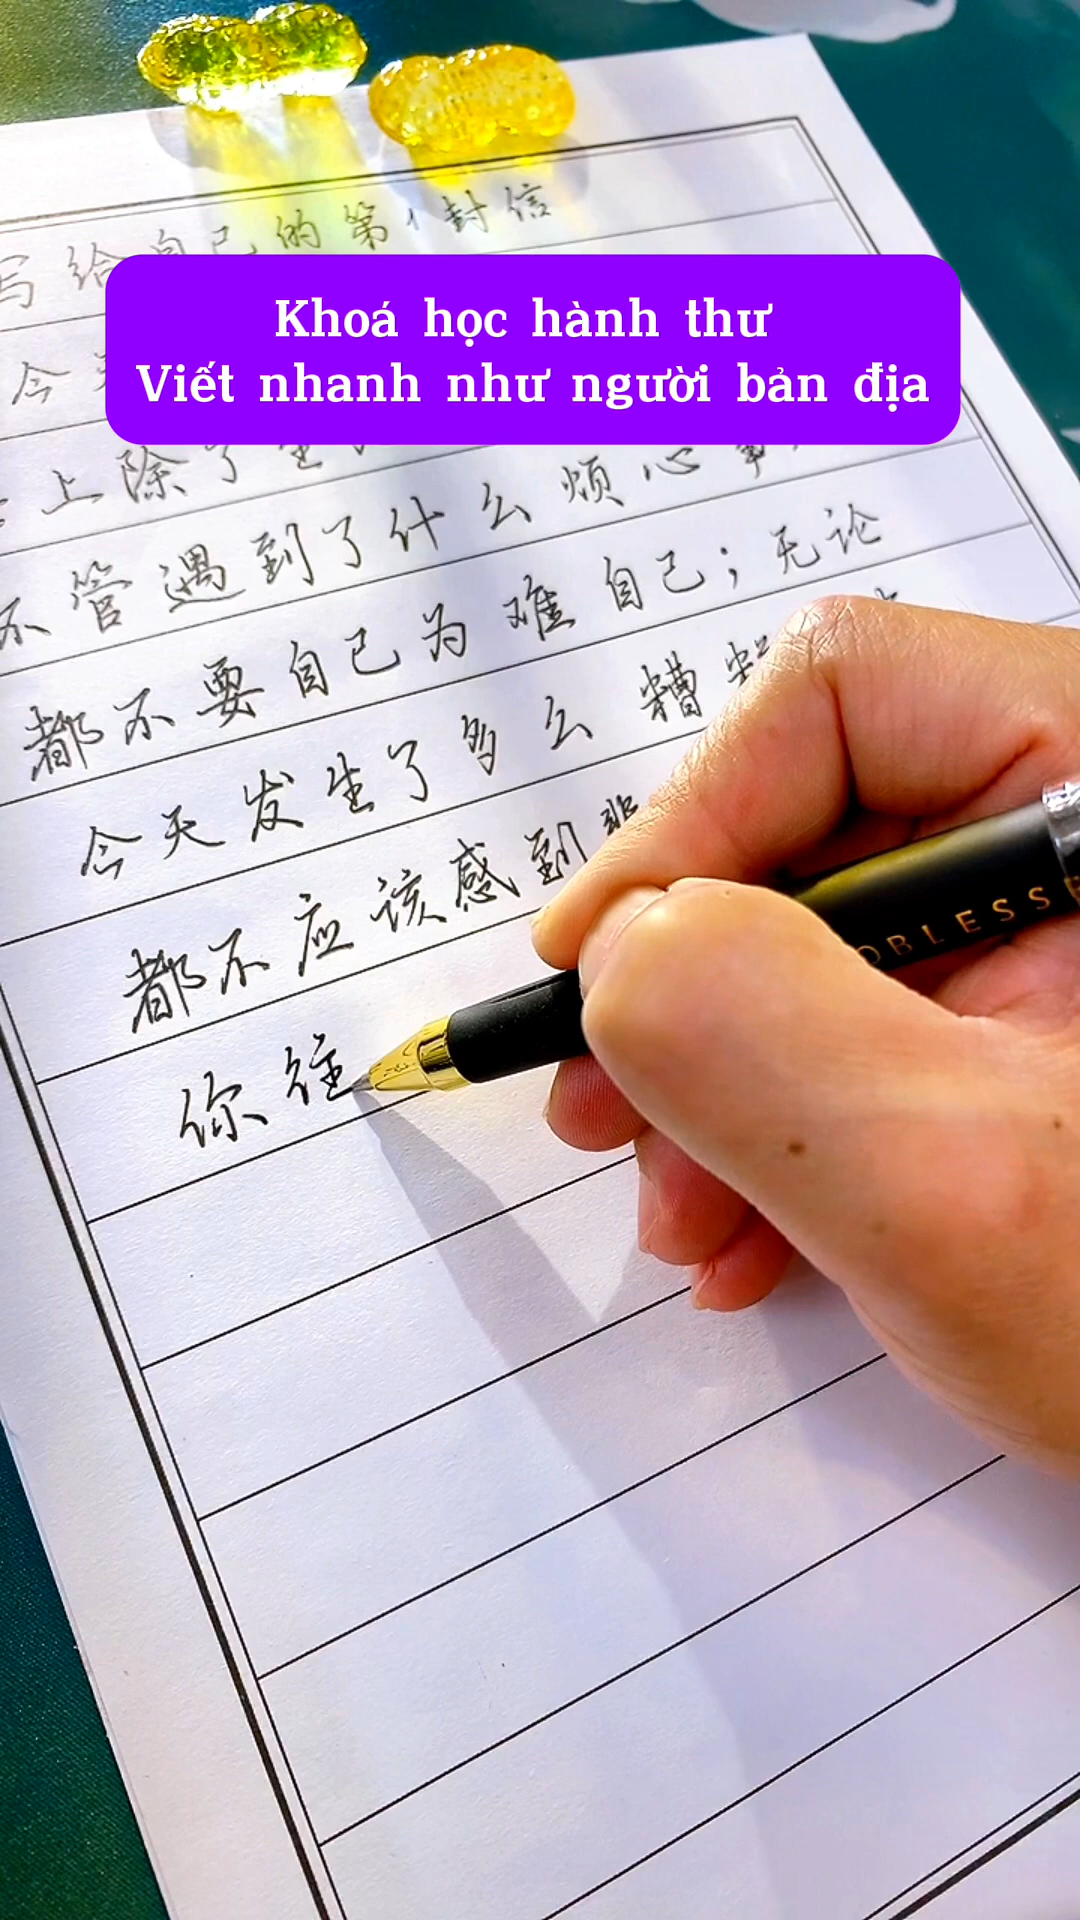 写给自己的第1封信
Khoá học hành thư
Viết nhanh như người bản địa
今天
上除了生
不管遇到了什么烦心事
都不要自己为难自己；无论
今天发生了多么糟糕
都不应该感到悲
你往
OBLESSE